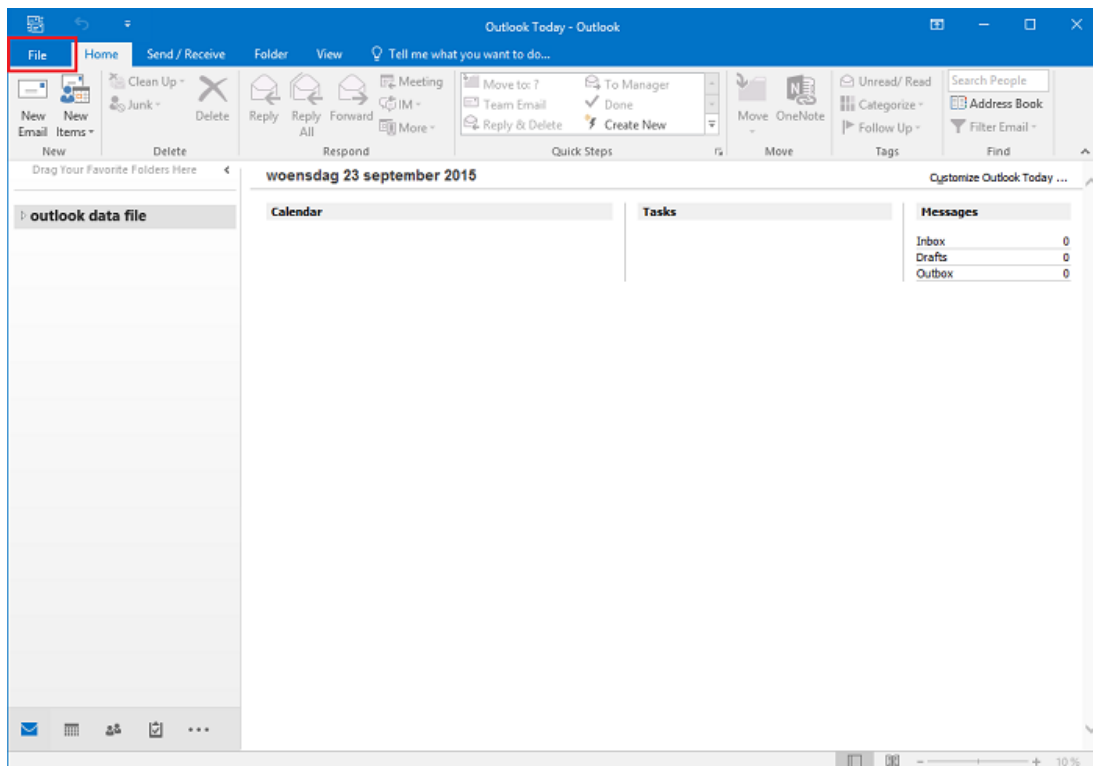 Outlook Today - Outlook
File Home Send / Receive Folder View Tell me what you want to do...
New Email
New Items
Clean Up
Junk
Delete
Reply
Reply All
Forward
Meeting
IM
More
Move to: ?
Team Email
Reply & Delete
To Manager
Done
Create New
Move
OneNote
Unread/ Read
Categorize
Follow Up
Search People
Address Book
Filter Email
New Delete Respond Quick Steps Move Tags Find
Drag Your Favorite Folders Here
outlook data file
woensdag 23 september 2015
Customize Outlook Today ...
Calendar
Tasks
Messages
Inbox 0
Drafts 0
Outbox 0
10 %